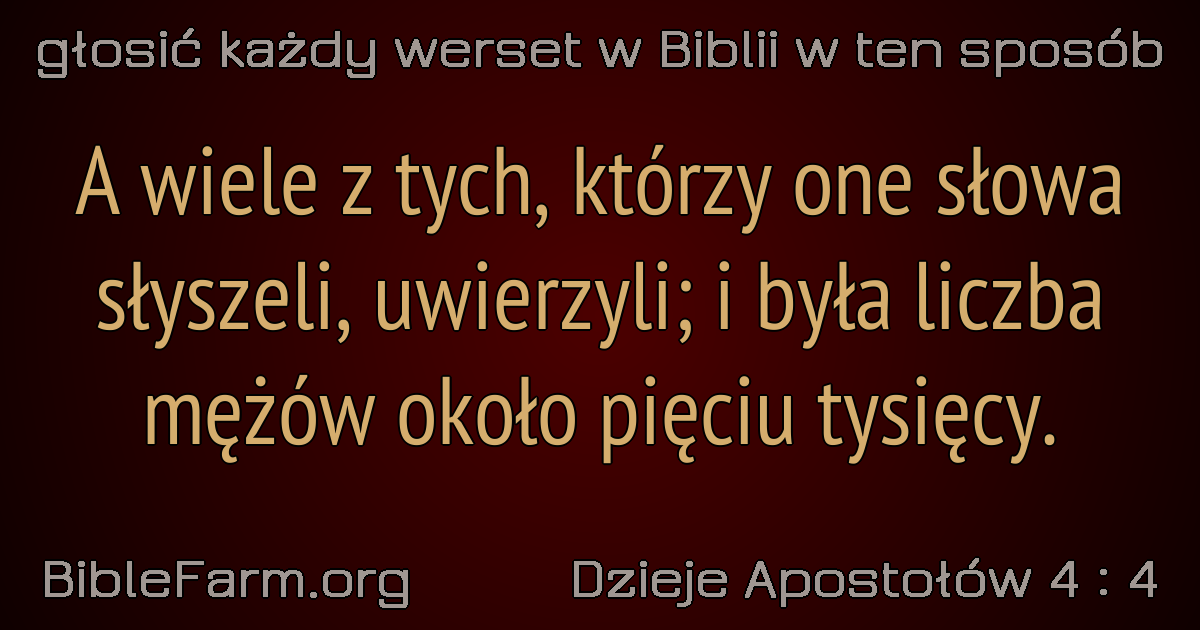 głosić każdy werset w Biblii w ten sposób
A wiele z tych, którzy one słowa
słyszeli, uwierzyli; i była liczba
mężów około pięciu tysięcy.
BibleFarm.org
Dzieje Apostołów 4 : 4